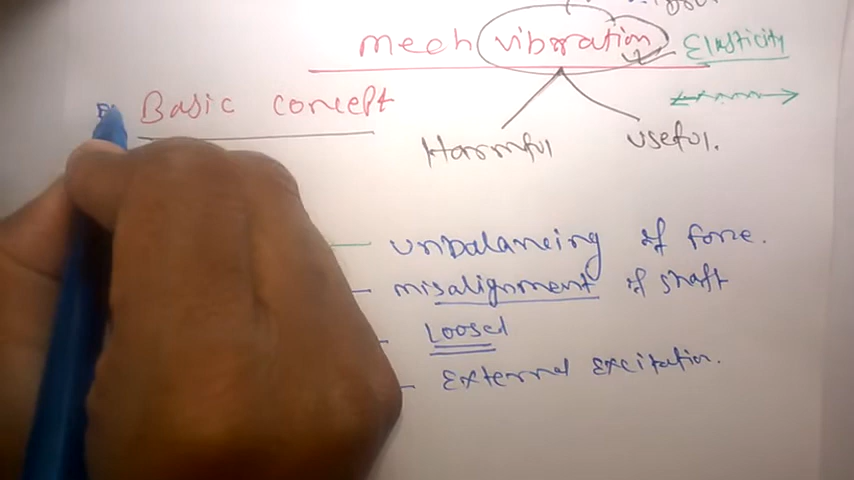 mech vibration Elasticity
Basic concept
Harmful useful.
unbalancing of force.
misalignment of shaft
Loosed
External Excitation.